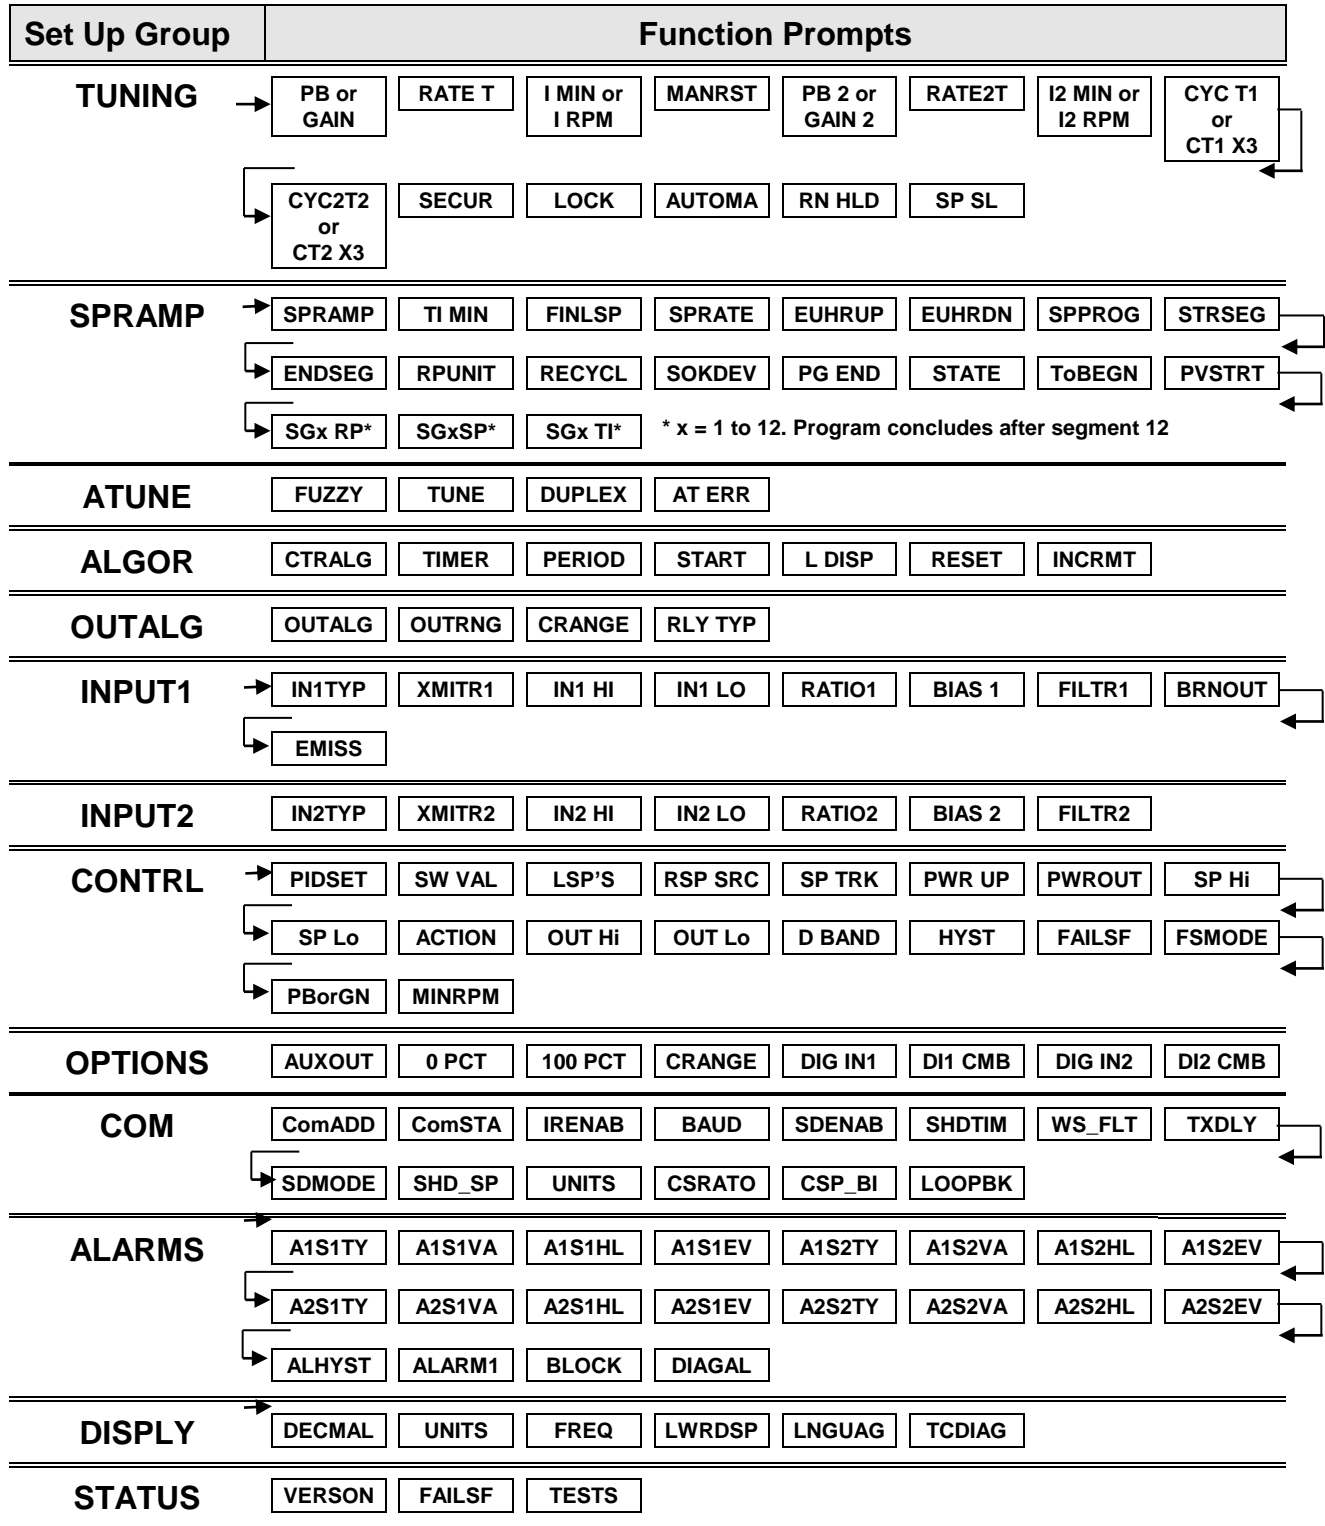 Set Up Group Function Prompts
TUNING
PB or
GAIN
RATE T
I MIN or
I RPM
MANRST
PB 2 or
GAIN 2
RATE2T
I2 MIN or
I2 RPM
CYC T1
or
CT1 X3
CYC2T2
or
CT2 X3
SECUR
LOCK
AUTOMA
RN HLD
SP SL
SPRAMP
SPRAMP TI MIN FINLSP SPRATE EUHRUP EUHRDN SPPROG STRSEG
ENDSEG RPUNIT RECYCL SOKDEV PG END STATE ToBEGN PVSTRT
SGx RP* SGxSP* SGx TI* * x = 1 to 12. Program concludes after segment 12
ATUNE FUZZY TUNE DUPLEX AT ERR
ALGOR CTRALG TIMER PERIOD START L DISP RESET INCRMT
OUTALG OUTALG OUTRNG CRANGE RLY TYP
INPUT1 IN1TYP XMITR1 IN1 HI IN1 LO RATIO1 BIAS 1 FILTR1 BRNOUT
EMISS
INPUT2 IN2TYP XMITR2 IN2 HI IN2 LO RATIO2 BIAS 2 FILTR2
CONTRL PIDSET SW VAL LSP'S RSP SRC SP TRK PWR UP PWROUT SP Hi
SP Lo ACTION OUT Hi OUT Lo D BAND HYST FAILSF FSMODE
PBorGN MINRPM
OPTIONS AUXOUT 0 PCT 100 PCT CRANGE DIG IN1 DI1 CMB DIG IN2 DI2 CMB
COM ComADD ComSTA IRENAB BAUD SDENAB SHDTIM WS_FLT TXDLY
SDMODE SHD_SP UNITS CSRATO CSP_BI LOOPBK
ALARMS A1S1TY A1S1VA A1S1HL A1S1EV A1S2TY A1S2VA A1S2HL A1S2EV
A2S1TY A2S1VA A2S1HL A2S1EV A2S2TY A2S2VA A2S2HL A2S2EV
ALHYST ALARM1 BLOCK DIAGAL
DISPLY DECMAL UNITS FREQ LWRDSP LNGUAG TCDIAG
STATUS VERSON FAILSF TESTS